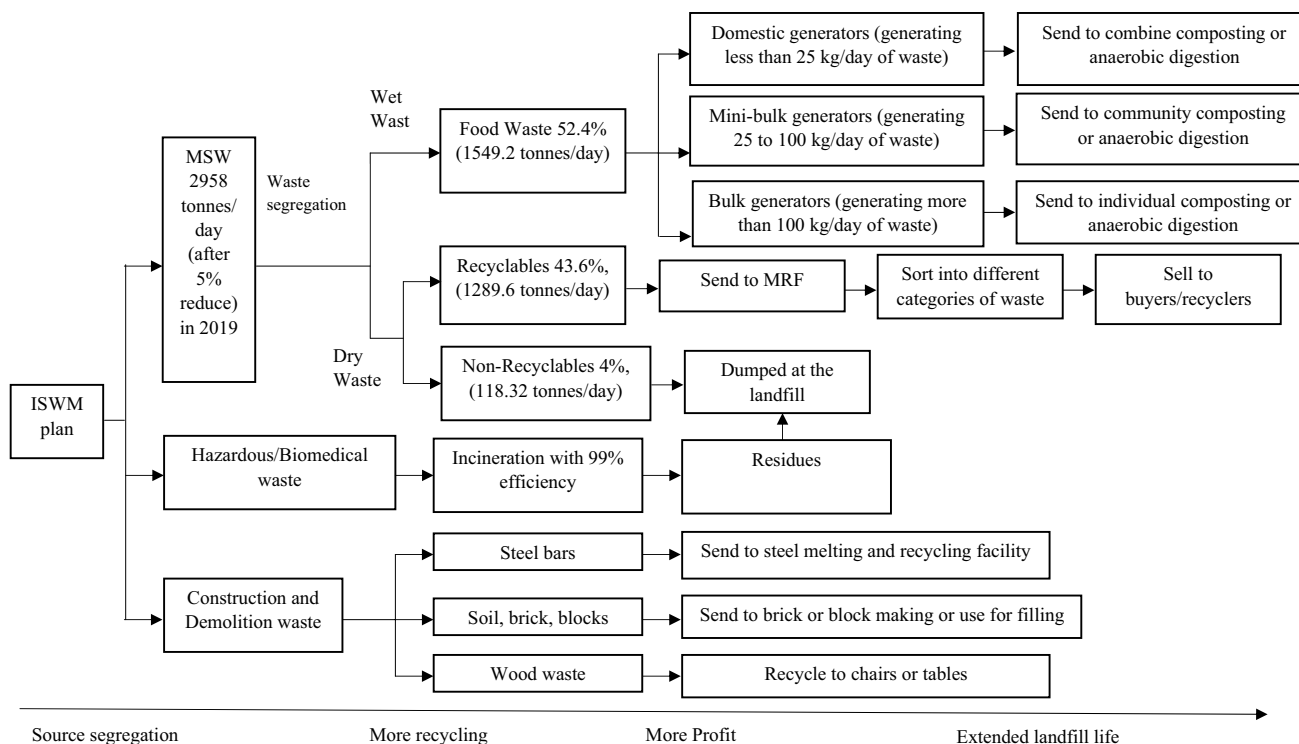 Domestic generators (generating
less than 25 kg/day of waste)
Send to combine composting or
anaerobic digestion
Wet
Wast
MSW
2958
tonnes/
day
(after
5%
reduce)
in 2019
Waste
segregation
Food Waste 52.4%
(1549.2 tonnes/day)
Mini-bulk generators (generating
25 to 100 kg/day of waste)
Send to community composting
or anaerobic digestion
Bulk generators (generating more
than 100 kg/day of waste)
Send to individual composting or
anaerobic digestion
Recyclables 43.6%,
(1289.6 tonnes/day)
Send to MRF
Sort into different
categories of waste
Sell to
buyers/recyclers
Dry
Waste
Non-Recyclables 4%,
(118.32 tonnes/day)
Dumped at the
landfill
ISWM
plan
Hazardous/Biomedical
waste
Incineration with 99%
efficiency
Residues
Construction and
Demolition waste
Steel bars
Send to steel melting and recycling facility
Soil, brick, blocks
Send to brick or block making or use for filling
Wood waste
Recycle to chairs or tables
Source segregation
More recycling
More Profit
Extended landfill life